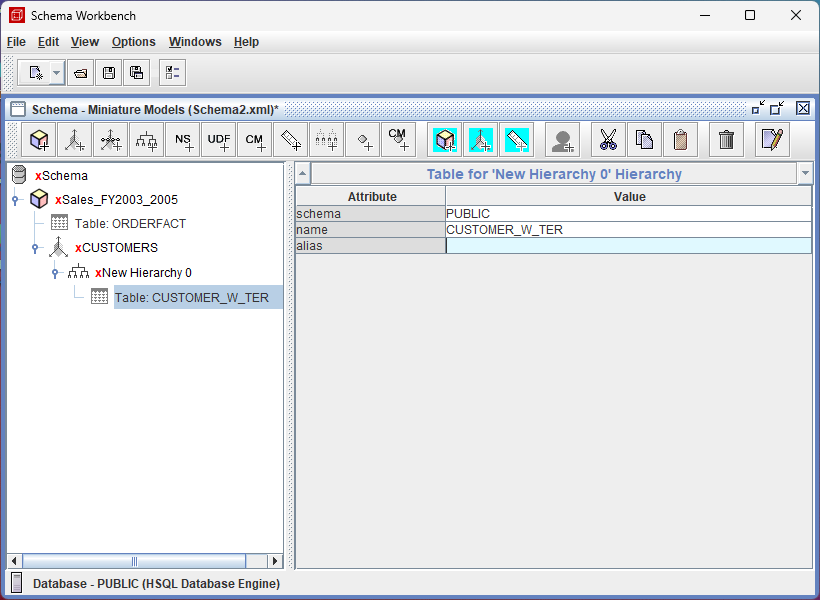 Schema Workbench
File Edit View Options Windows Help
Schema - Miniature Models (Schema2.xml)*
NS UDF CM CM
xSchema
xSales_FY2003_2005
Table: ORDERFACT
xCUSTOMERS
xNew Hierarchy 0
Table: CUSTOMER_W_TER
Table for 'New Hierarchy 0' Hierarchy
Attribute Value
schema PUBLIC
name CUSTOMER_W_TER
alias
Database - PUBLIC (HSQL Database Engine)